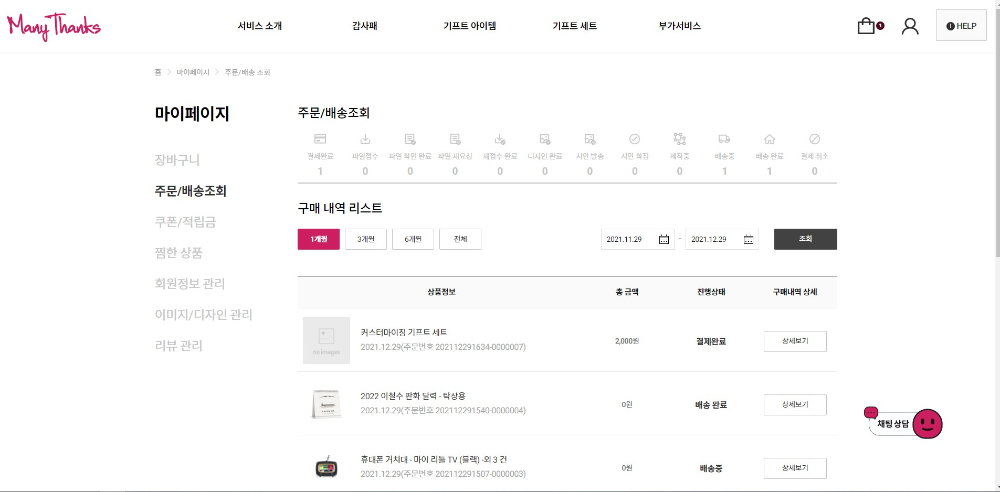 Many Thanks
서비스 소개
감사패
기프트 아이템
기프트 세트
부가서비스
1
HELP
홈 > 마이페이지 > 주문/배송 조회
마이페이지
장바구니
주문/배송조회
쿠폰/적립금
찜한 상품
회원정보 관리
이미지/디자인 관리
리뷰 관리
주문/배송조회
결제완료 파일접수 파일 확인 완료 파일 재요청 재접수 완료 디자인 완료 시안 발송 시안 확정 제작중 배송중 배송 완료 결제 취소
1 0 0 0 0 0 0 0 0 1 1 0
구매 내역 리스트
1개월 3개월 6개월 전체 2021.11.29 - 2021.12.29 조회
상품정보 총 금액 진행상태 구매내역 상세
no images
커스터마이징 기프트 세트
2021.12.29(주문번호 202112291634-0000007)
2,000원 결제완료 상세보기
2022 이철수 판화 달력 - 탁상용
2021.12.29(주문번호 202112291540-0000004)
0원 배송 완료 상세보기
휴대폰 거치대 - 마이 리틀 TV (블랙) -외 3 건
2021.12.29(주문번호 202112291507-0000003)
0원 배송중 상세보기
채팅 상담